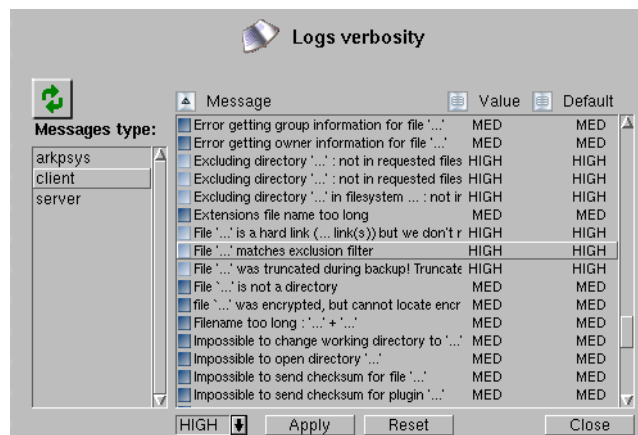 Logs verbosity
Messages type:
arkpsys
client
server
Message Value Default
Error getting group information for file '...' MED MED
Error getting owner information for file '...' MED MED
Excluding directory '...' : not in requested files HIGH HIGH
Excluding directory '...' : not in requested files HIGH HIGH
Excluding directory '...' in filesystem ... : not ir HIGH HIGH
Extensions file name too long MED MED
File '...' is a hard link (... link(s)) but we don't r HIGH HIGH
File '...' matches exclusion filter HIGH HIGH
File '...' was truncated during backup! Truncate HIGH HIGH
File `...' is not a directory MED MED
file `...' was encrypted, but cannot locate encr MED MED
Filename too long : '...' + '...' MED MED
Impossible to change working directory to '...' MED MED
Impossible to open directory '...' MED MED
Impossible to send checksum for file '...' MED MED
Impossible to send checksum for plugin '...' MED MED
HIGH Apply Reset Close